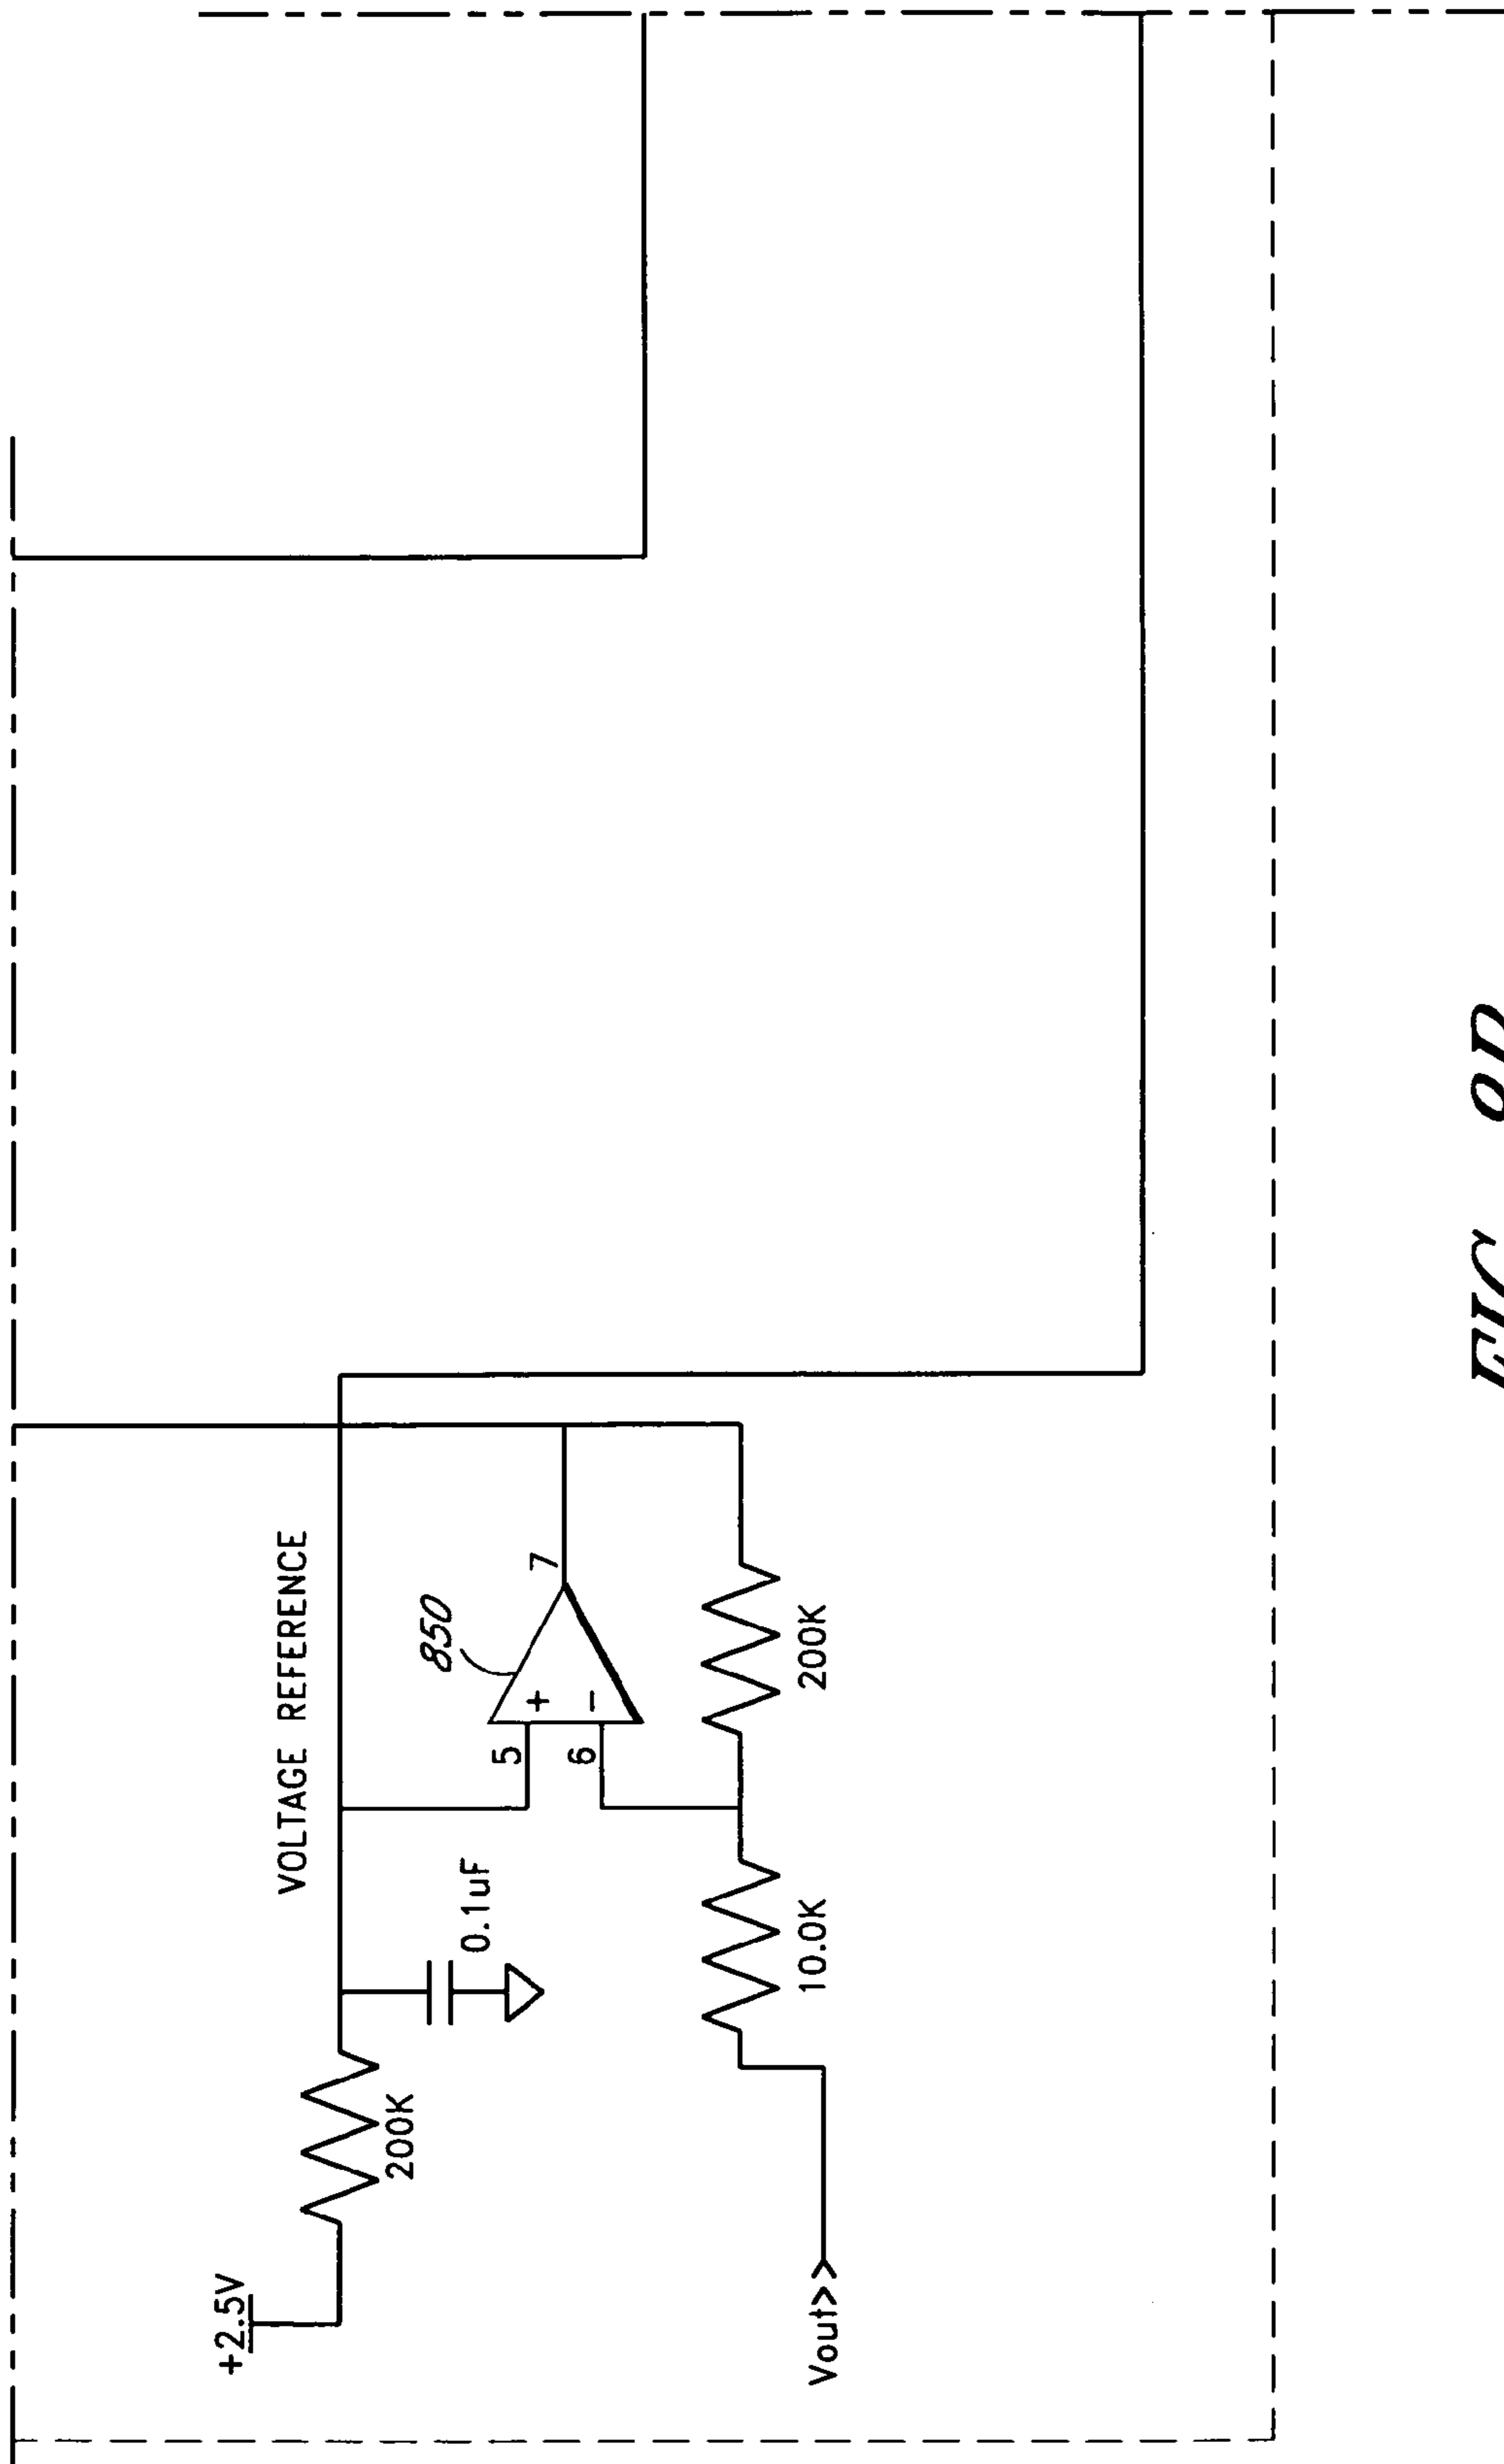 +2.5V
200K
VOLTAGE REFERENCE
0.1uF
850
5
+
6
-
7
10.0K
200K
Vout>>